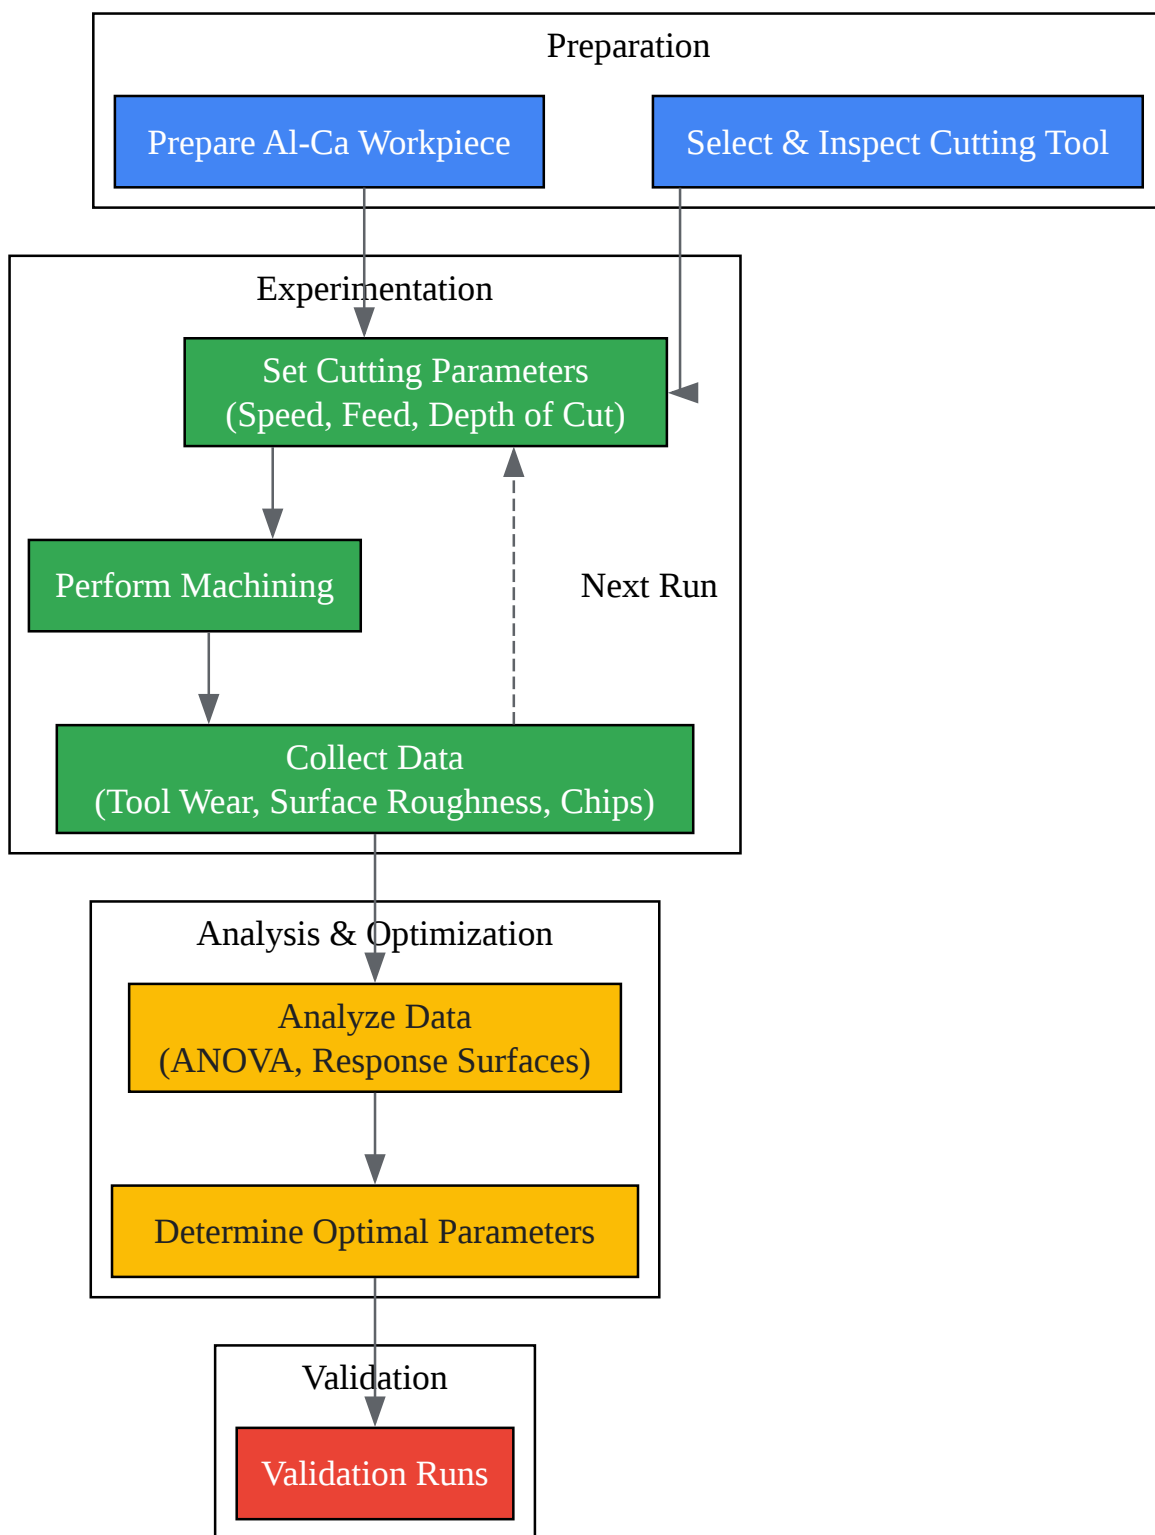 Preparation
Prepare Al-Ca Workpiece
Select & Inspect Cutting Tool
Experimentation
Set Cutting Parameters
(Speed, Feed, Depth of Cut)
Perform Machining
Next Run
Collect Data
(Tool Wear, Surface Roughness, Chips)
Analysis & Optimization
Analyze Data
(ANOVA, Response Surfaces)
Determine Optimal Parameters
Validation
Validation Runs